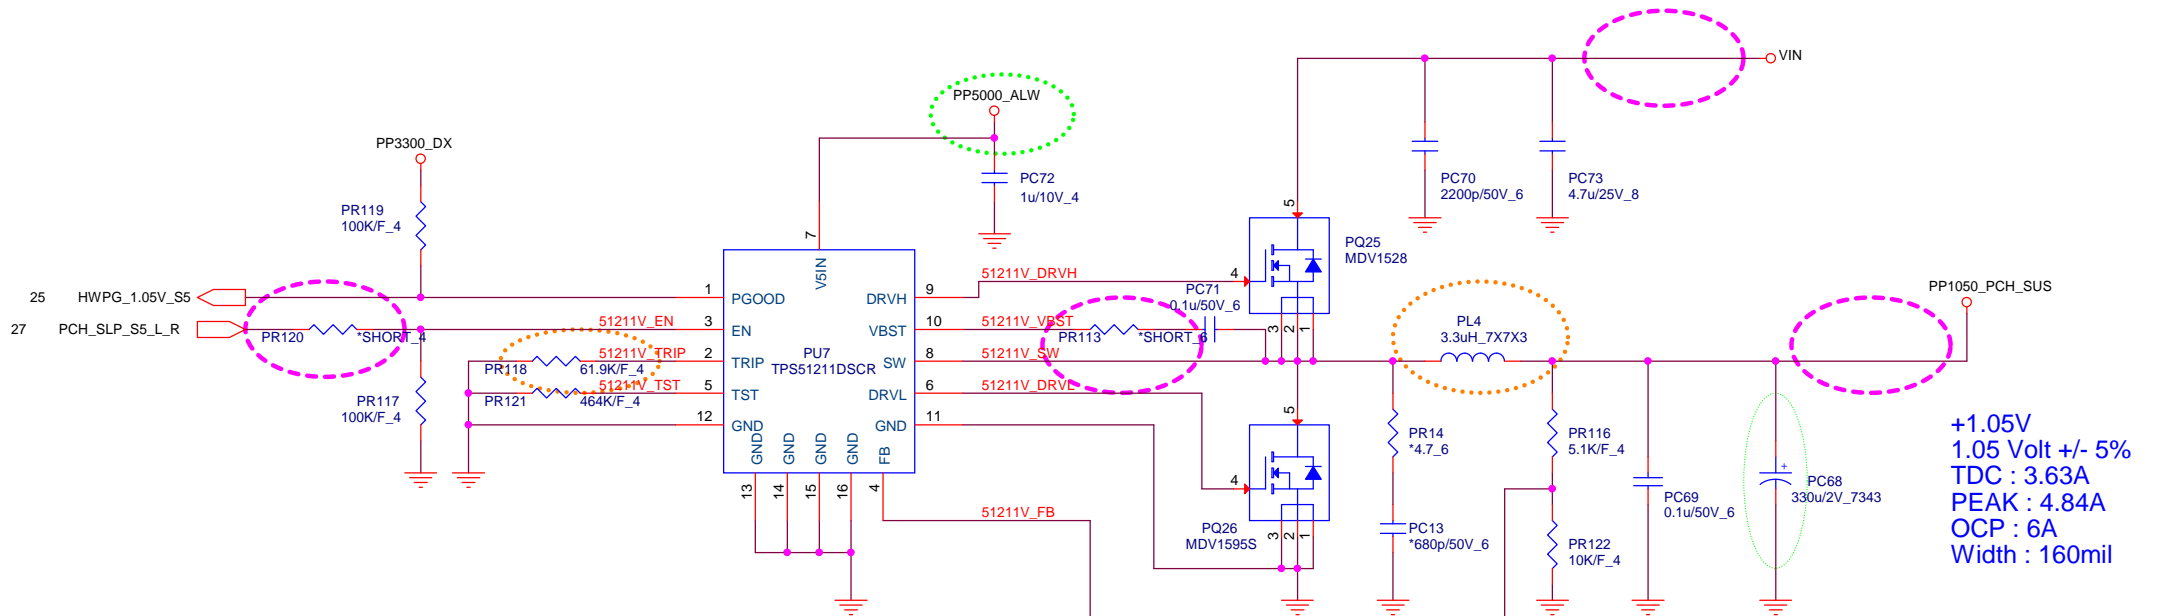 VIN
PP5000_ALW
PP3300_DX
PC72
1u/10V_4
PC70
2200p/50V_6
PC73
4.7u/25V_8
PR119
100K/F_4
7
V5IN
5
PQ25
MDV1528
4
3
2
1
25
HWPG_1.05V_S5
27
PCH_SLP_S5_L_R
PR120
*SHORT_4
PR117
100K/F_4
51211V_EN
51211V_TRIP
PR118
61.9K/F_4
51211V_TST
PR121
464K/F_4
1
PGOOD
3
EN
2
TRIP
5
TST
12
GND
PU7
TPS51211DSCR
DRVH
9
VBST
10
SW
8
DRVL
6
GND
11
GND
GND
GND
GND
FB
13
14
15
16
4
51211V_DRVH
51211V_VBST
51211V_SW
51211V_DRVL
51211V_FB
PC71
0.1u/50V_6
PR113
*SHORT_6
5
4
PQ26
MDV1595S
3
2
1
PL4
3.3uH_7X7X3
PP1050_PCH_SUS
PR14
*4.7_6
PC13
*680p/50V_6
PR116
5.1K/F_4
PR122
10K/F_4
PC69
0.1u/50V_6
+
PC68
330u/2V_7343
+1.05V
1.05 Volt +/- 5%
TDC : 3.63A
PEAK : 4.84A
OCP : 6A
Width : 160mil